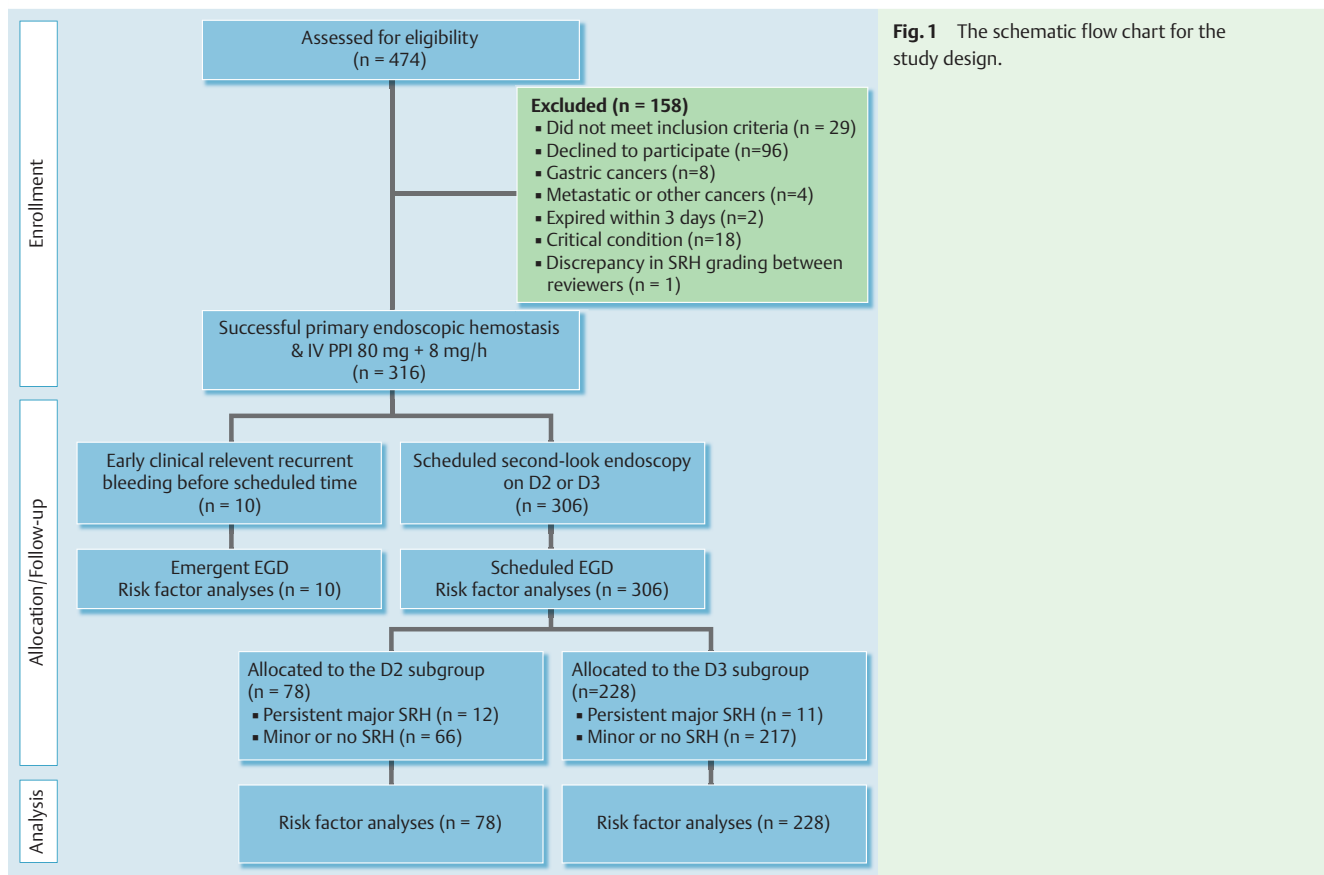 Fig. 1 The schematic flow chart for the
study design.
Enrollment
Assessed for eligibility
(n = 474)
Excluded (n = 158)
▪ Did not meet inclusion criteria (n = 29)
▪ Declined to participate (n=96)
▪ Gastric cancers (n=8)
▪ Metastatic or other cancers (n=4)
▪ Expired within 3 days (n=2)
▪ Critical condition (n=18)
▪ Discrepancy in SRH grading between
reviewers (n = 1)
Successful primary endoscopic hemostasis
& IV PPI 80 mg + 8 mg/h
(n = 316)
Allocation/Follow-up
Early clinical relevent recurrent
bleeding before scheduled time
(n = 10)
Scheduled second-look endoscopy
on D2 or D3
(n = 306)
Emergent EGD
Risk factor analyses (n = 10)
Scheduled EGD
Risk factor analyses (n = 306)
Allocated to the D2 subgroup
(n = 78)
▪ Persistent major SRH (n = 12)
▪ Minor or no SRH (n = 66)
Allocated to the D3 subgroup
(n=228)
▪ Persistent major SRH (n = 11)
▪ Minor or no SRH (n = 217)
Analysis
Risk factor analyses (n = 78)
Risk factor analyses (n = 228)